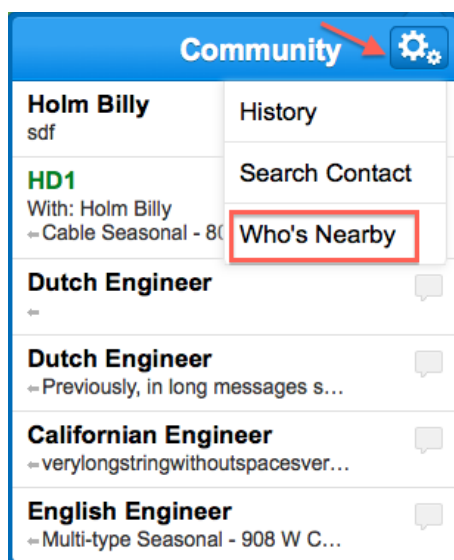 Community
Holm Billy
sdf
History
HD1
With: Holm Billy
Cable Seasonal - 80
Search Contact
Who's Nearby
Dutch Engineer
Dutch Engineer
Previously, in long messages s...
Californian Engineer
verylongstringwithoutspacesver...
English Engineer
Multi-type Seasonal - 908 W C...